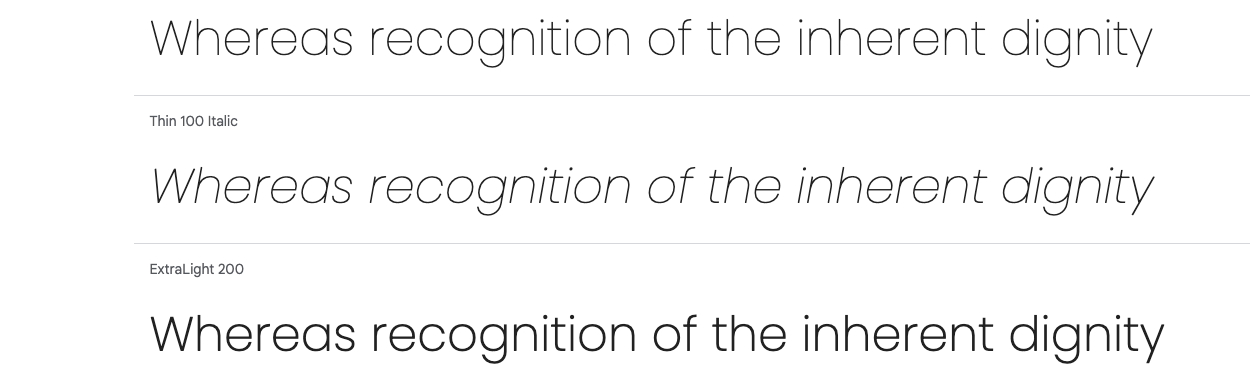 Whereas recognition of the inherent dignity
Thin 100 Italic
Whereas recognition of the inherent dignity
ExtraLight 200
Whereas recognition of the inherent dignity